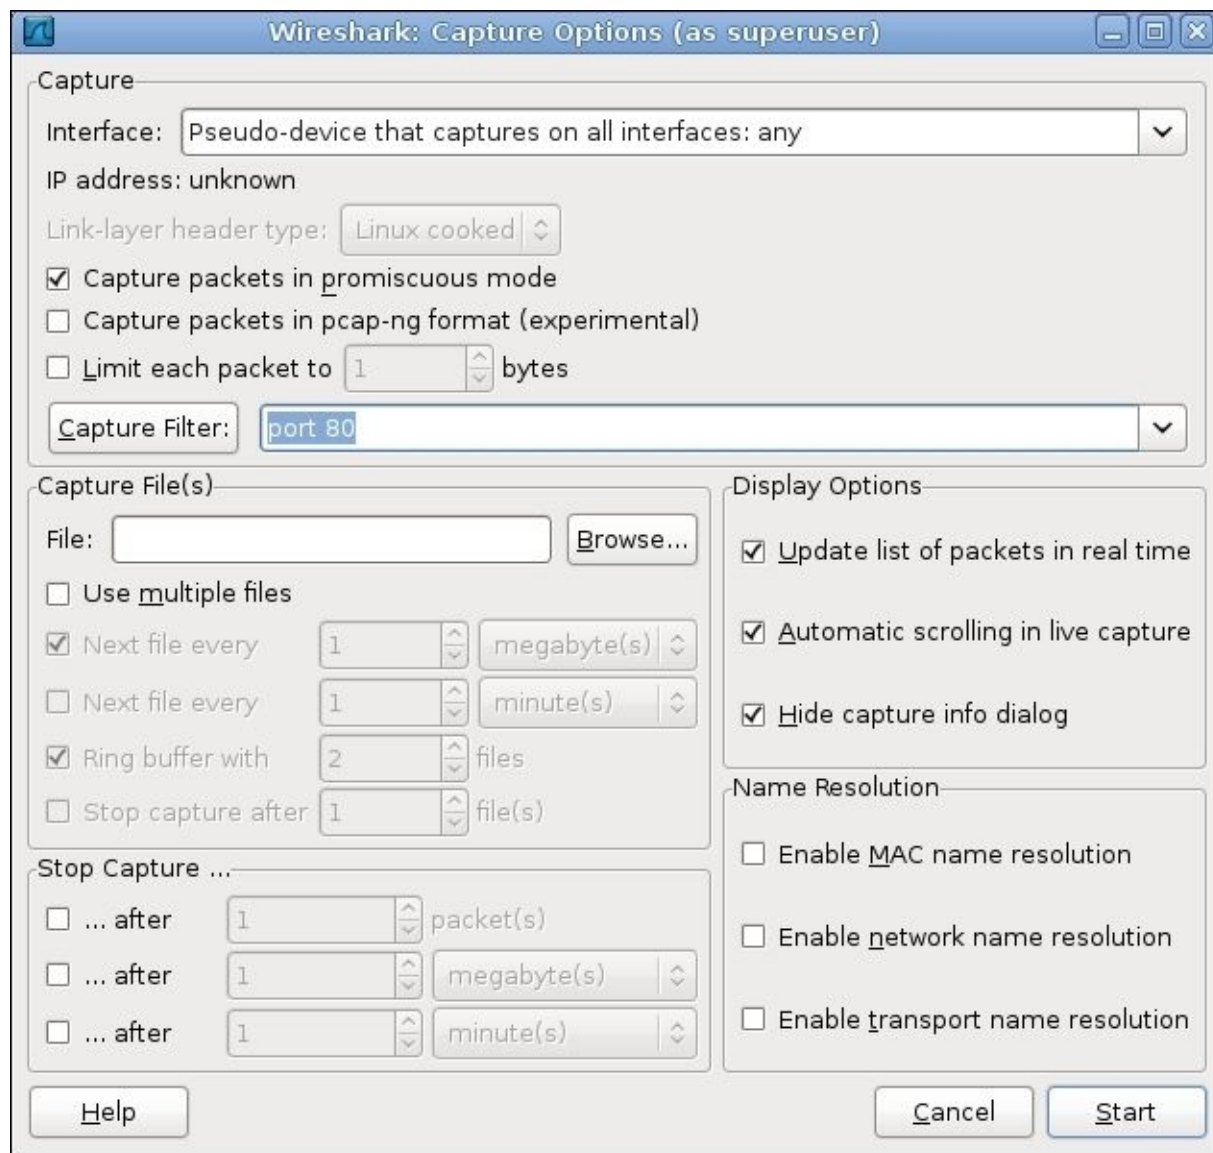 Wireshark: Capture Options (as superuser)
Capture
Interface: Pseudo-device that captures on all interfaces: any
IP address: unknown
Link-layer header type: Linux cooked
Capture packets in promiscuous mode
Capture packets in pcap-ng format (experimental)
Limit each packet to 1 bytes
Capture Filter: port 80
Capture File(s)
File: Browse...
Use multiple files
Next file every 1 megabyte(s)
Next file every 1 minute(s)
Ring buffer with 2 files
Stop capture after 1 file(s)
Stop Capture ...
... after 1 packet(s)
... after 1 megabyte(s)
... after 1 minute(s)
Display Options
Update list of packets in real time
Automatic scrolling in live capture
Hide capture info dialog
Name Resolution
Enable MAC name resolution
Enable network name resolution
Enable transport name resolution
Help Cancel Start